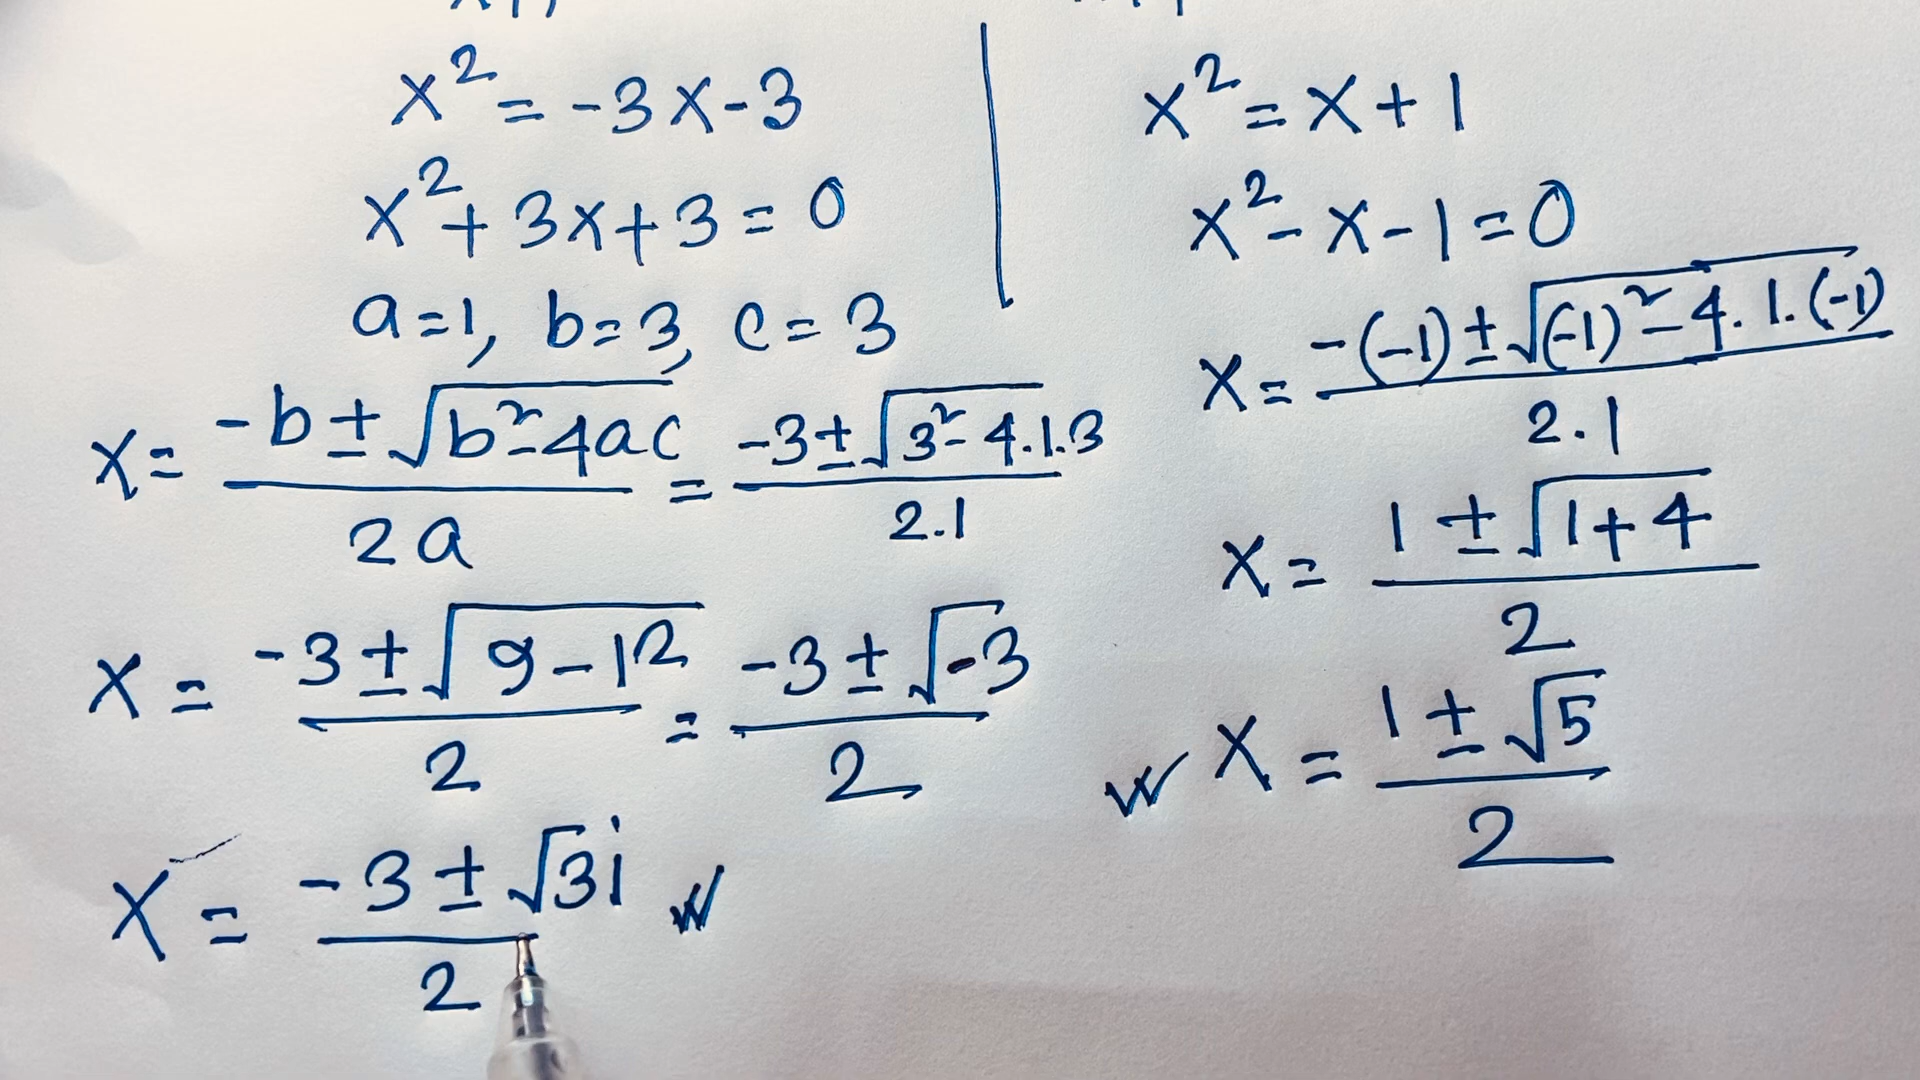 x² = -3x-3
x² + 3x + 3 = 0
a=1, b=3, c=3
x = (-b ± √(b²-4ac))/(2a) = (-3 ± √(3²-4.1.3))/(2.1)
x = (-3 ± √(9-12))/2 = (-3 ± √-3)/2
x = (-3 ± √3i)/2
x² = x + 1
x² - x - 1 = 0
x = (-(-1) ± √((-1)²-4.1.(-1)))/(2.1)
x = (1 ± √(1+4))/2
x = (1 ± √5)/2